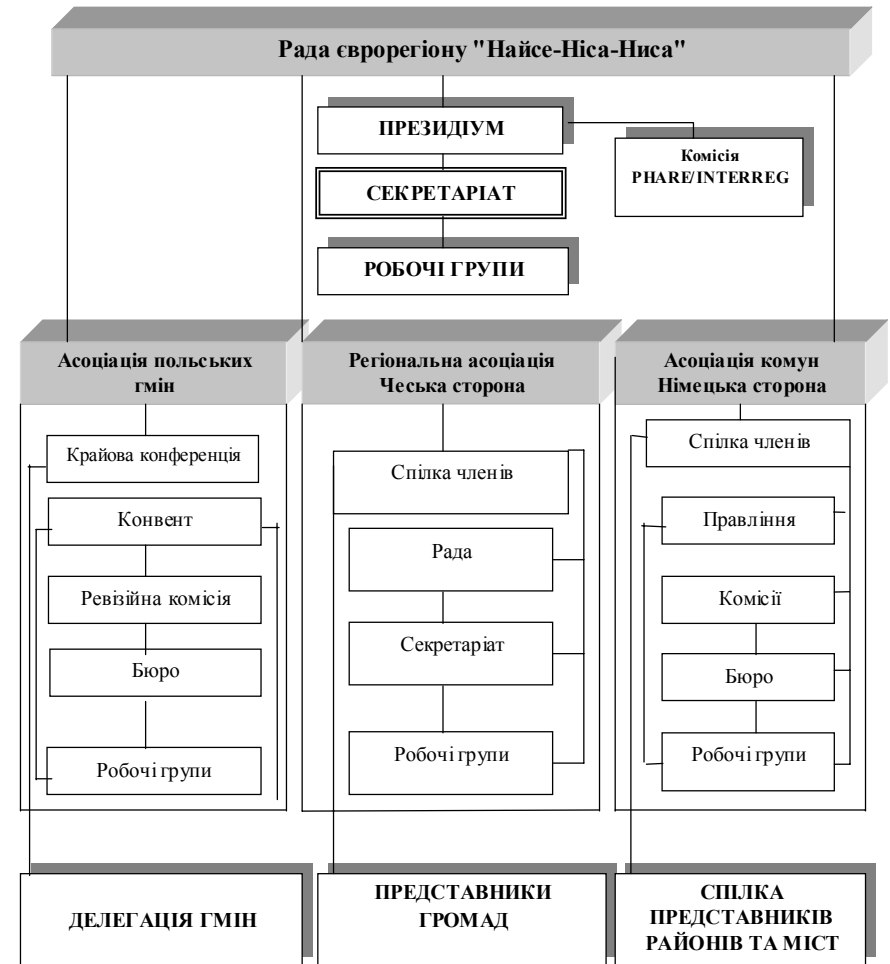 Рада єврорегіону "Найсе-Ніса-Ниса"
ПРЕЗИДІУМ
Комісія
PHARE/INTERREG
СЕКРЕТАРІАТ
РОБОЧІ ГРУПИ
Асоціація польських
гмін
Крайова конференція
Конвент
Ревізійна комісія
Бюро
Робочі групи
Регіональна асоціація
Чеська сторона
Спілка членів
Рада
Секретаріат
Робочі групи
Асоціація комун
Німецька сторона
Спілка членів
Правління
Комісії
Бюро
Робочі групи
ДЕЛЕГАЦІЯ ГМІН
ПРЕДСТАВНИКИ
ГРОМАД
СПІЛКА
ПРЕДСТАВНИКІВ
РАЙОНІВ ТА МІСТ